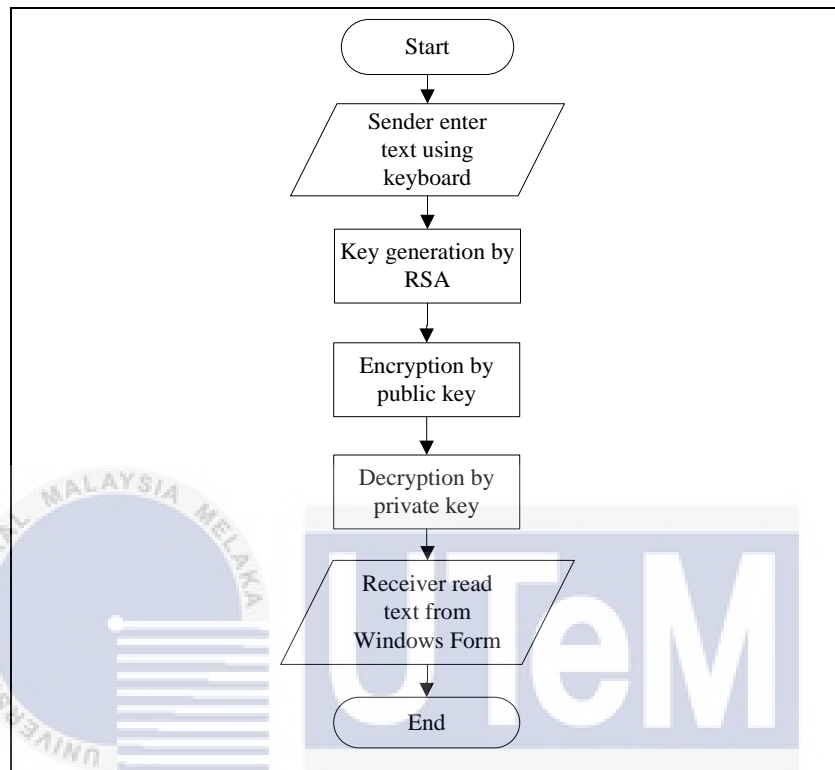 Start
Sender enter
text using
keyboard
Key generation by
RSA
Encryption by
public key
Decryption by
private key
Receiver read
text from
Windows Form
End
MALAYSIA MELAKA
UTeM